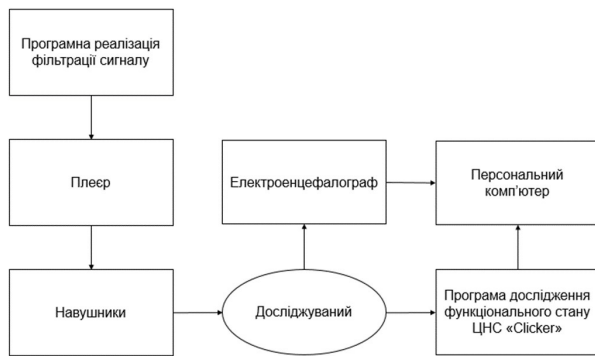 Програмна реалізація
фільтрації сигналу
Плеєр
Електроенцефалограф
Персональний
комп’ютер
Навушники
Досліджуваний
Програма дослідження
функціонального стану
ЦНС «Clicker»